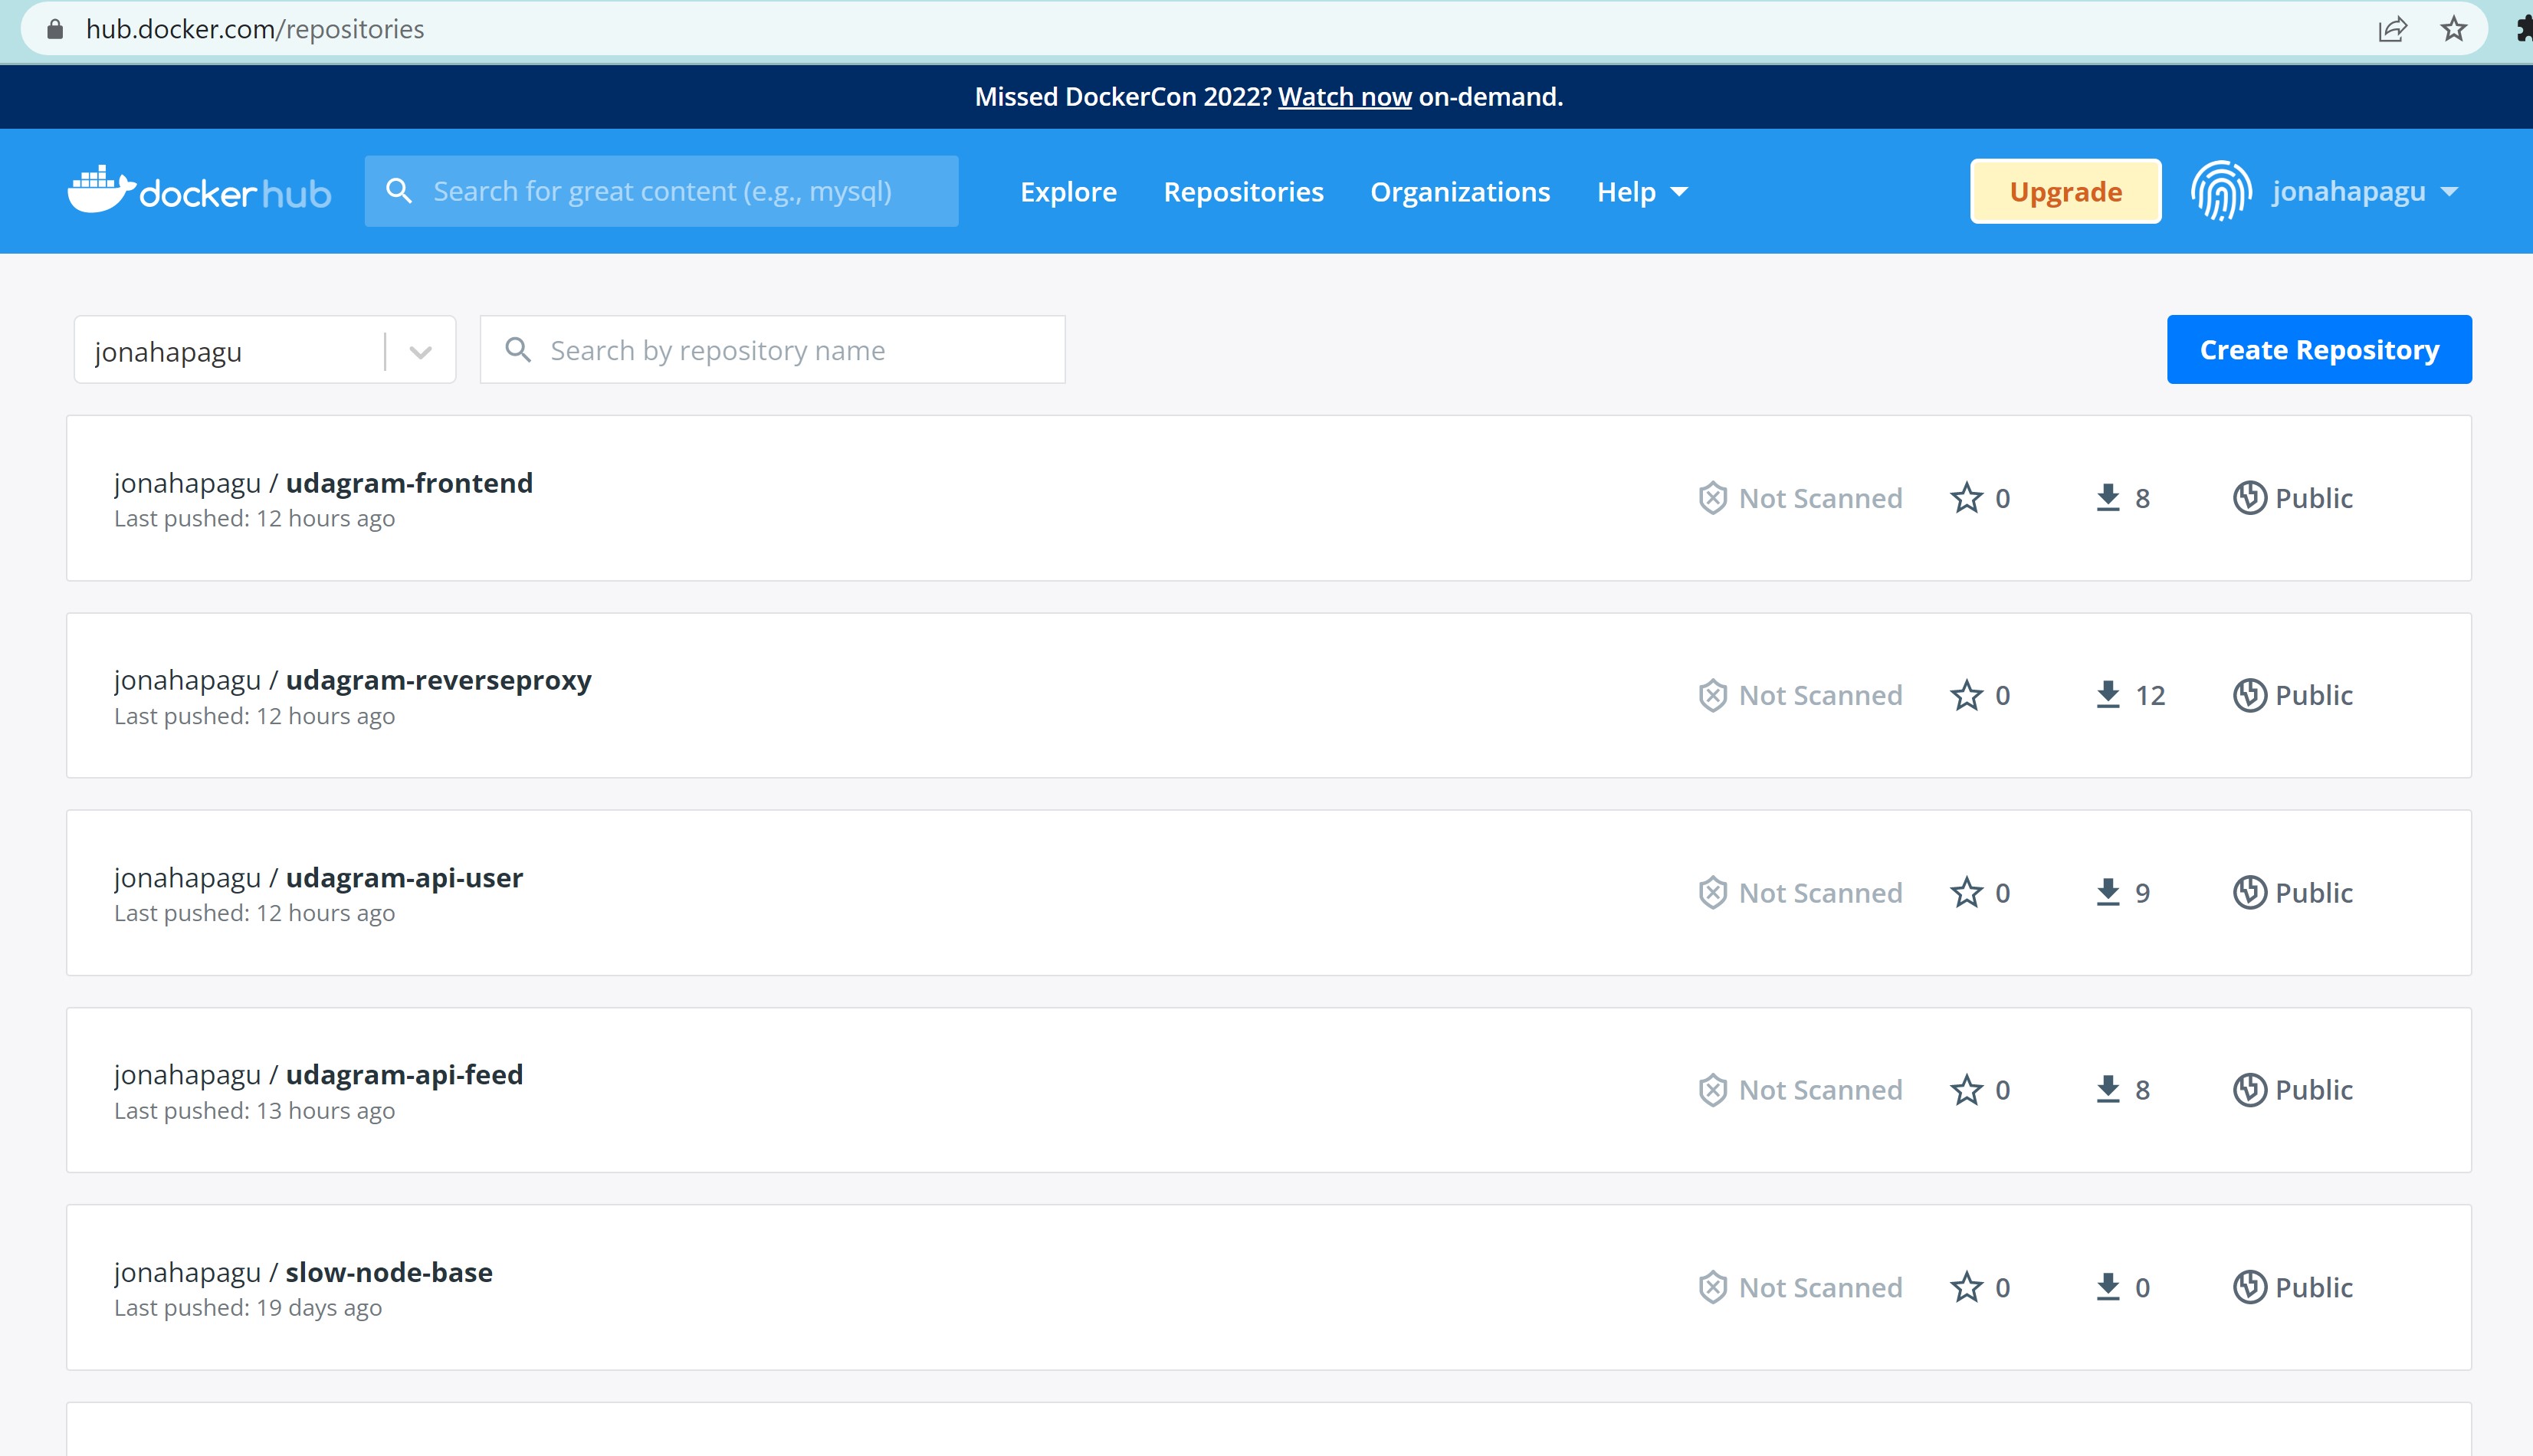 hub.docker.com/repositories
Missed DockerCon 2022? Watch now on-demand.
docker hub
Search for great content (e.g., mysql)
Explore
Repositories
Organizations
Help
Upgrade
jonahapagu
jonahapagu
Search by repository name
Create Repository
jonahapagu / udagram-frontend
Last pushed: 12 hours ago
Not Scanned
0
8
Public
jonahapagu / udagram-reverseproxy
Last pushed: 12 hours ago
Not Scanned
0
12
Public
jonahapagu / udagram-api-user
Last pushed: 12 hours ago
Not Scanned
0
9
Public
jonahapagu / udagram-api-feed
Last pushed: 13 hours ago
Not Scanned
0
8
Public
jonahapagu / slow-node-base
Last pushed: 19 days ago
Not Scanned
0
0
Public